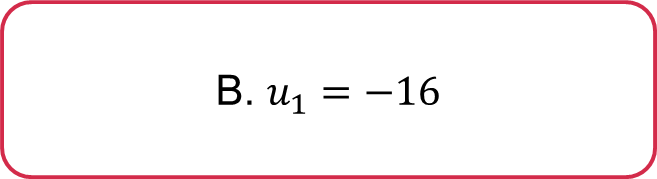 B. u₁ = −16